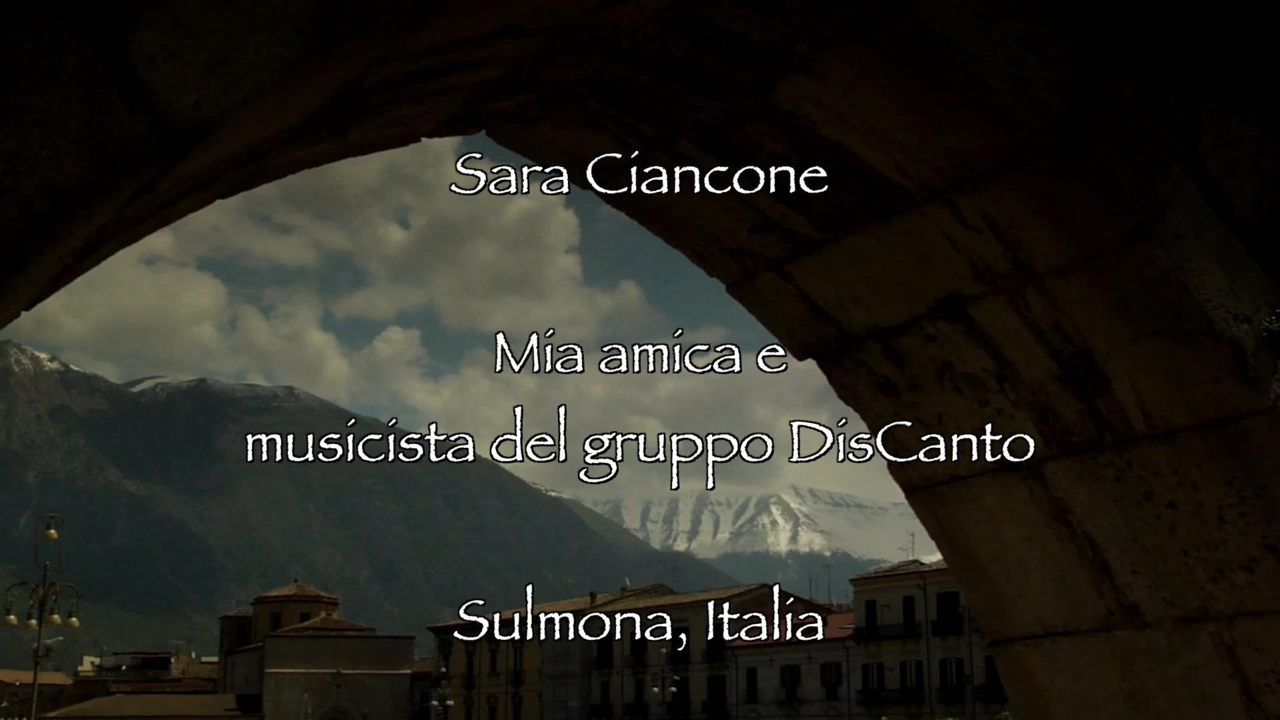 Sara Ciancone
Mia amica e
musicista del gruppo DisCanto
Sulmona, Italia